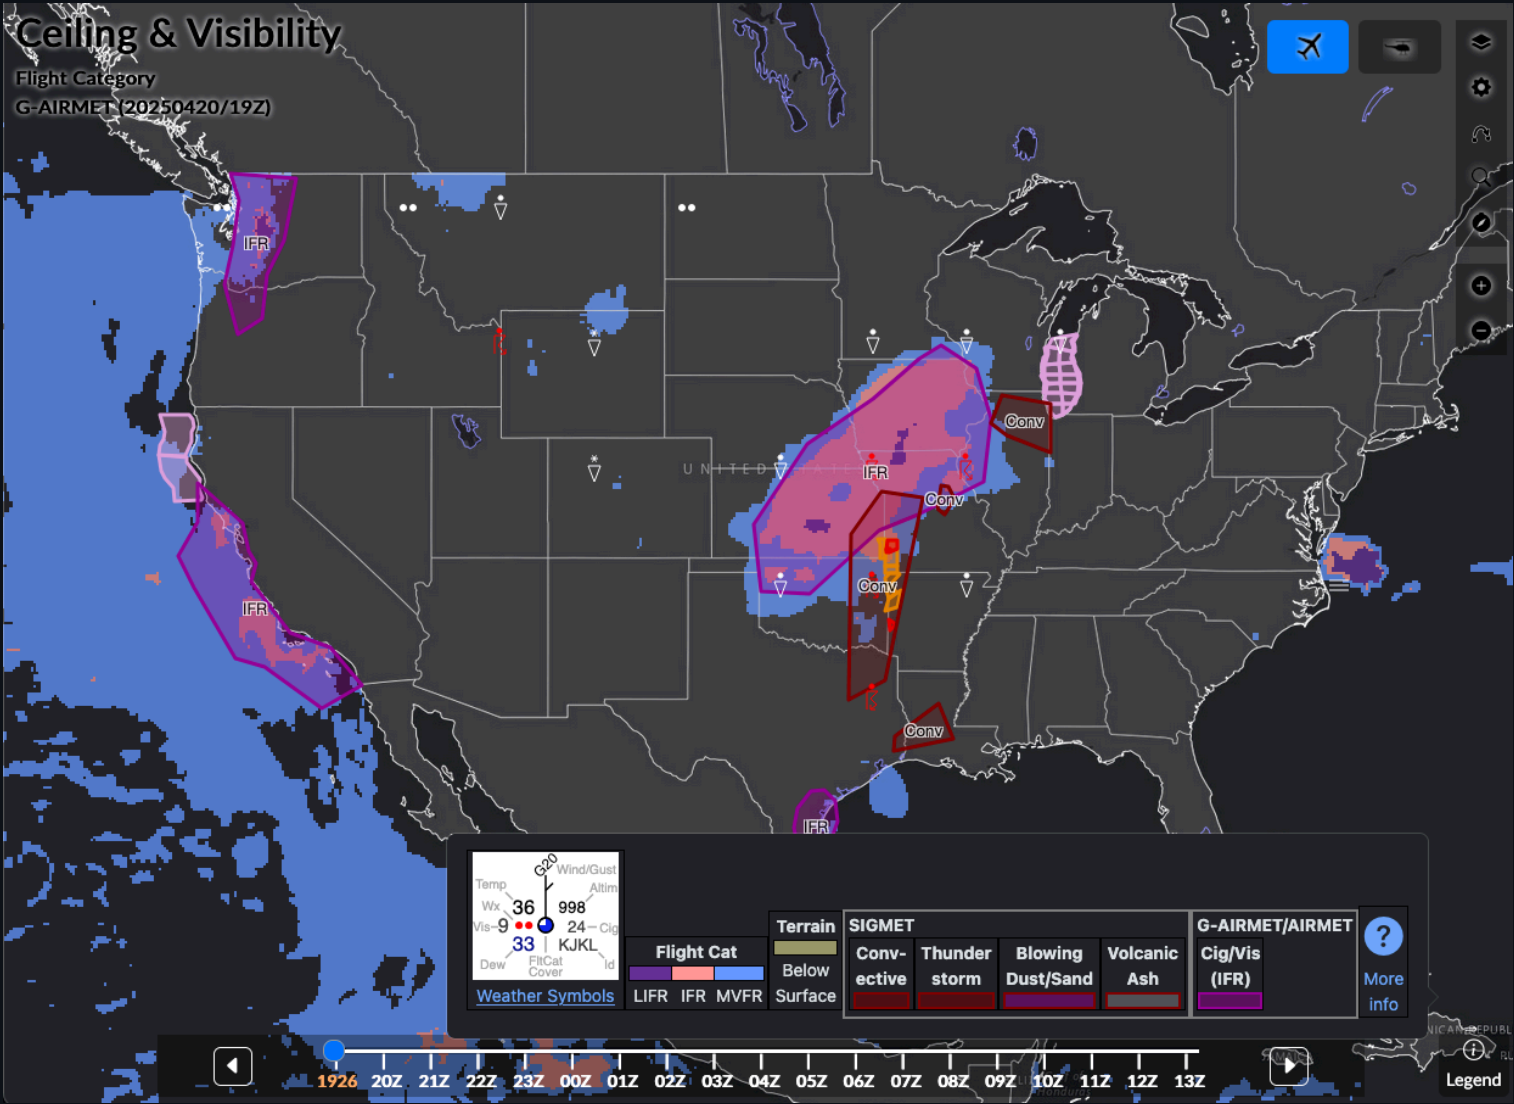 Ceiling & Visibility
Flight Category
G-AIRMET (20250420/19Z)
IFR
Conv
UNITED STATES
IFR
Conv
Conv
IFR
Conv
IFR
G20
Wind/Gust
Temp
Altim
Wx
36
998
Vis
9
24
Cig
33
KJKL
Dew
FltCat
Cover
Id
Weather Symbols
Flight Cat
LIFR IFR MVFR
Terrain
Below
Surface
SIGMET
Conv-
ective
Thunder
storm
Blowing
Dust/Sand
Volcanic
Ash
G-AIRMET/AIRMET
Cig/Vis
(IFR)
?
More
info
1926 20Z 21Z 22Z 23Z 00Z 01Z 02Z 03Z 04Z 05Z 06Z 07Z 08Z 09Z 10Z 11Z 12Z 13Z
Legend